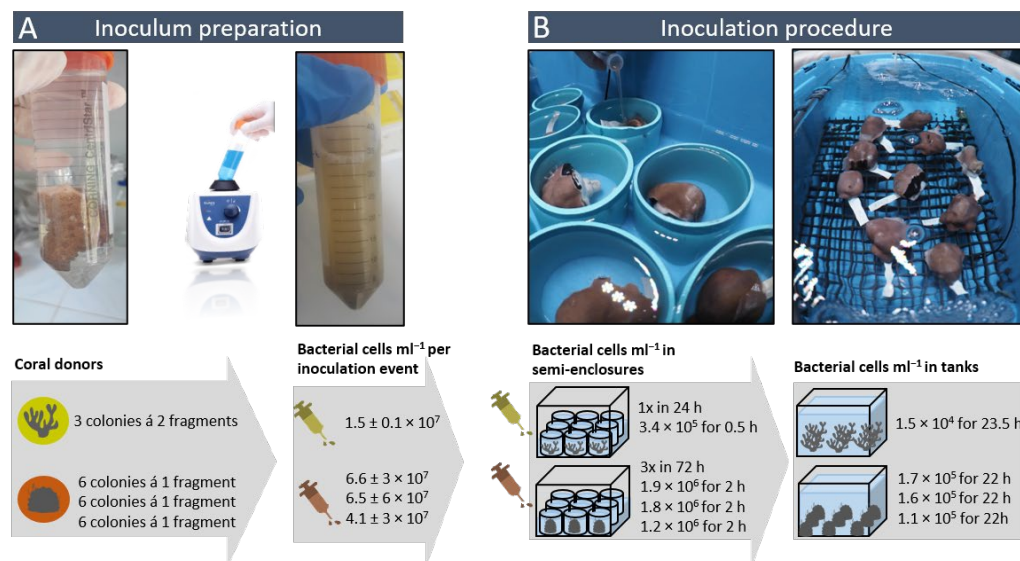 A Inoculum preparation
B Inoculation procedure
Coral donors
3 colonies á 2 fragments
6 colonies á 1 fragment
6 colonies á 1 fragment
6 colonies á 1 fragment
Bacterial cells ml⁻¹ per
inoculation event
1.5 ± 0.1 × 10⁷
6.6 ± 3 × 10⁷
6.5 ± 6 × 10⁷
4.1 ± 3 × 10⁷
Bacterial cells ml⁻¹ in
semi-enclosures
1x in 24 h
3.4 × 10⁵ for 0.5 h
3x in 72 h
1.9 × 10⁶ for 2 h
1.8 × 10⁶ for 2 h
1.2 × 10⁶ for 2 h
Bacterial cells ml⁻¹ in tanks
1.5 × 10⁴ for 23.5 h
1.7 × 10⁵ for 22 h
1.6 × 10⁵ for 22 h
1.1 × 10⁵ for 22h